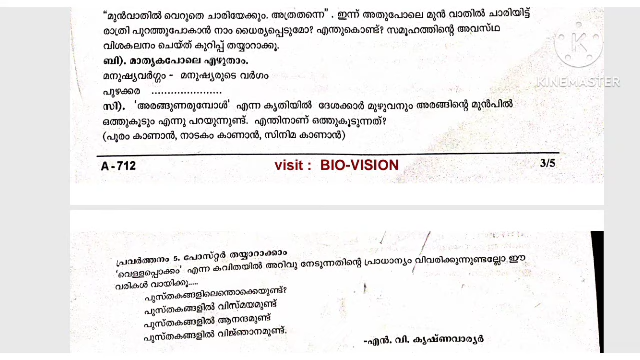 “മുൻവാതിൽ വെറുതെ ചാരിയേക്കും. അത്രതന്നെ” . ഇന്ന് അതുപോലെ മുൻ വാതിൽ ചാരിയിട്ട്
രാത്രി പുറത്തുപോകാൻ നാം ധൈര്യപ്പെടുമോ? എന്തുകൊണ്ട്? സമൂഹത്തിന്റെ അവസ്ഥ
വിശകലനം ചെയ്ത് കുറിപ്പ് തയ്യാറാക്കൂ.
ബി). മാതൃകപോലെ എഴുതാം.
മനുഷ്യവർഗ്ഗം - മനുഷ്യരുടെ വർഗം
പുഴക്കര ......................
സി). 'അരങ്ങുണരുമ്പോൾ' എന്ന കൃതിയിൽ ദേശക്കാർ മുഴുവനും അരങ്ങിന്റെ മുൻപിൽ
ഒത്തുകൂടും എന്നു പറയുന്നുണ്ട്. എന്തിനാണ് ഒത്തുകൂടുന്നത്?
(പൂരം കാണാൻ, നാടകം കാണാൻ, സിനിമ കാണാൻ)
A - 712 visit : BIO-VISION 3/5
പ്രവർത്തനം 5. പോസ്റ്റർ തയ്യാറാക്കാം
'വെള്ളപ്പൊക്കം' എന്ന കവിതയിൽ അറിവു നേടുന്നതിന്റെ പ്രാധാന്യം വിവരിക്കുന്നുണ്ടല്ലോ ഈ
വരികൾ വായിക്കൂ.....
പുസ്തകങ്ങളിലെന്തൊക്കെയുണ്ട്?
പുസ്തകങ്ങളിൽ വിസ്മയമുണ്ട്
പുസ്തകങ്ങളിൽ ആനന്ദമുണ്ട്
പുസ്തകങ്ങളിൽ വിജ്ഞാനമുണ്ട്.
-എൻ. വി. കൃഷ്ണവാര്യർ
KINEMASTER